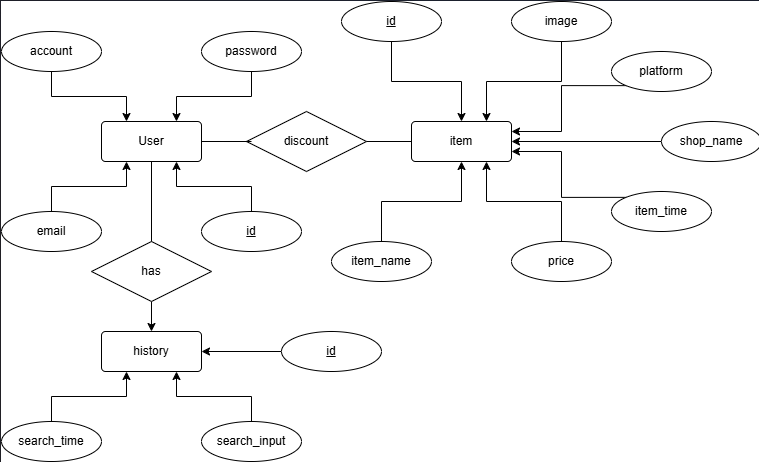 id
image
account
password
platform
User
discount
item
shop_name
email
id
item_time
item_name
price
has
history
id
search_time
search_input